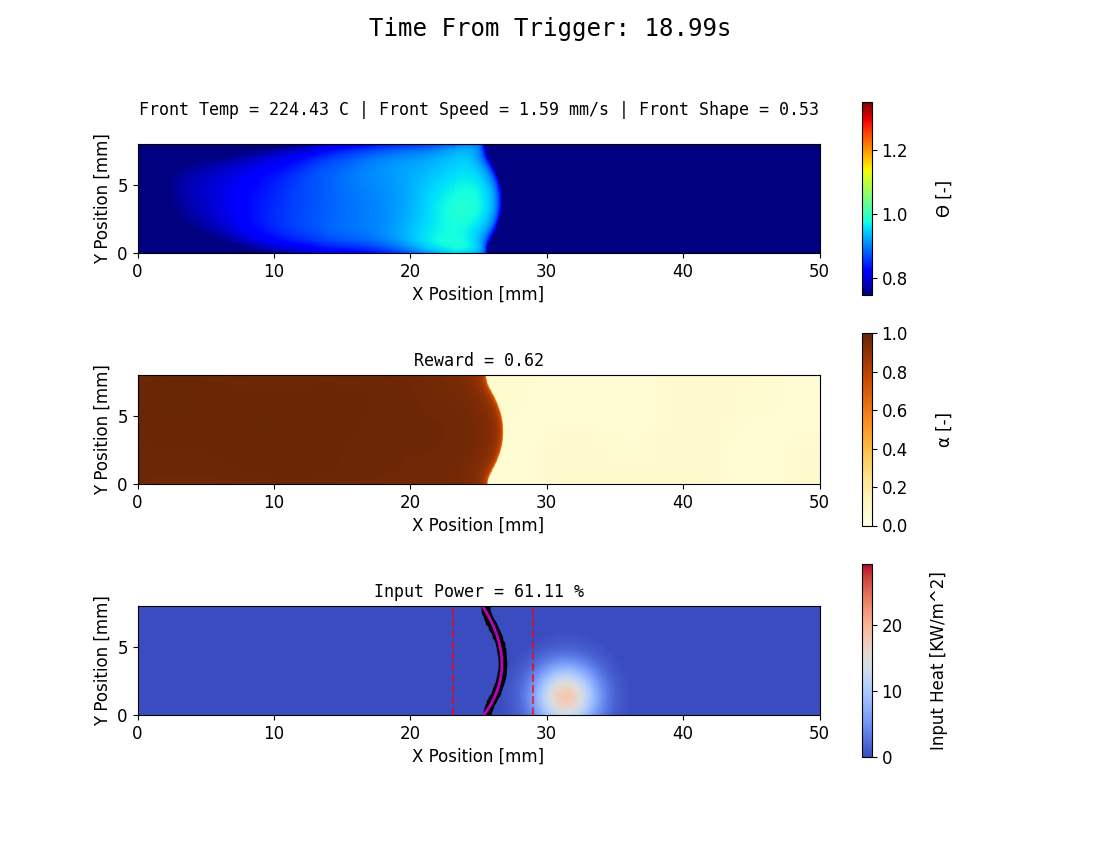 Time From Trigger: 18.99s
Front Temp = 224.43 C | Front Speed = 1.59 mm/s | Front Shape = 0.53
Y Position [mm]
5
0
0 10 20 30 40 50
X Position [mm]
1.2
1.0
0.8
Θ [-]
Reward = 0.62
Y Position [mm]
5
0
0 10 20 30 40 50
X Position [mm]
1.0
0.8
0.6
0.4
0.2
0.0
α [-]
Input Power = 61.11 %
Y Position [mm]
5
0
0 10 20 30 40 50
X Position [mm]
20
10
0
Input Heat [KW/m^2]